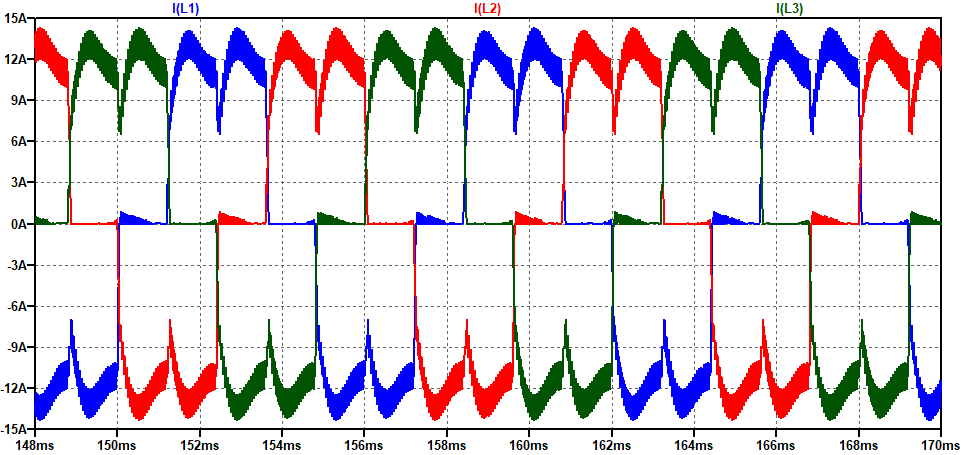 I(L1) I(L2) I(L3)
15A
12A
9A
6A
3A
0A
-3A
-6A
-9A
-12A
-15A
148ms 150ms 152ms 154ms 156ms 158ms 160ms 162ms 164ms 166ms 168ms 170ms